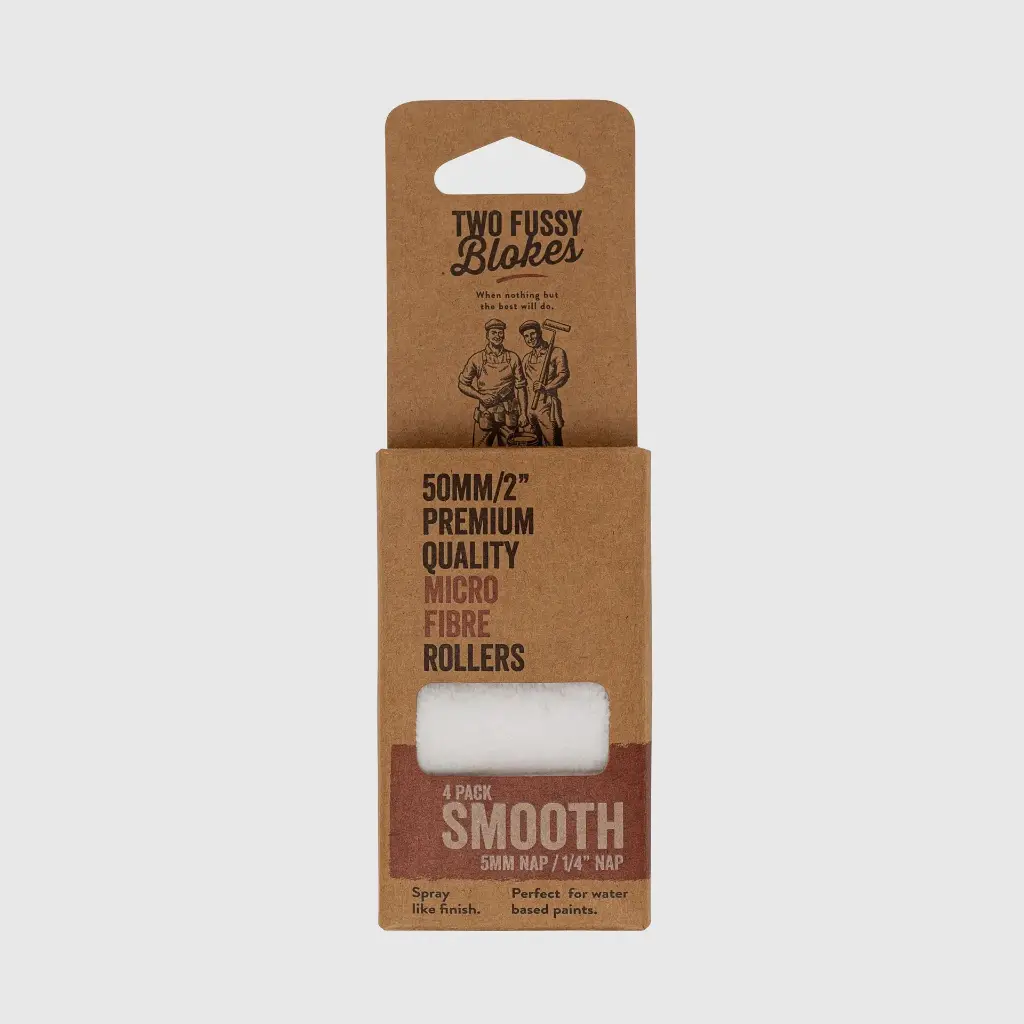 TWO FUSSY
Blokes
When nothing but
the best will do.
50MM/2”
PREMIUM
QUALITY
MICRO
FIBRE
ROLLERS
4 PACK
SMOOTH
5MM NAP / 1/4” NAP
Spray
like finish.
Perfect for water
based paints.